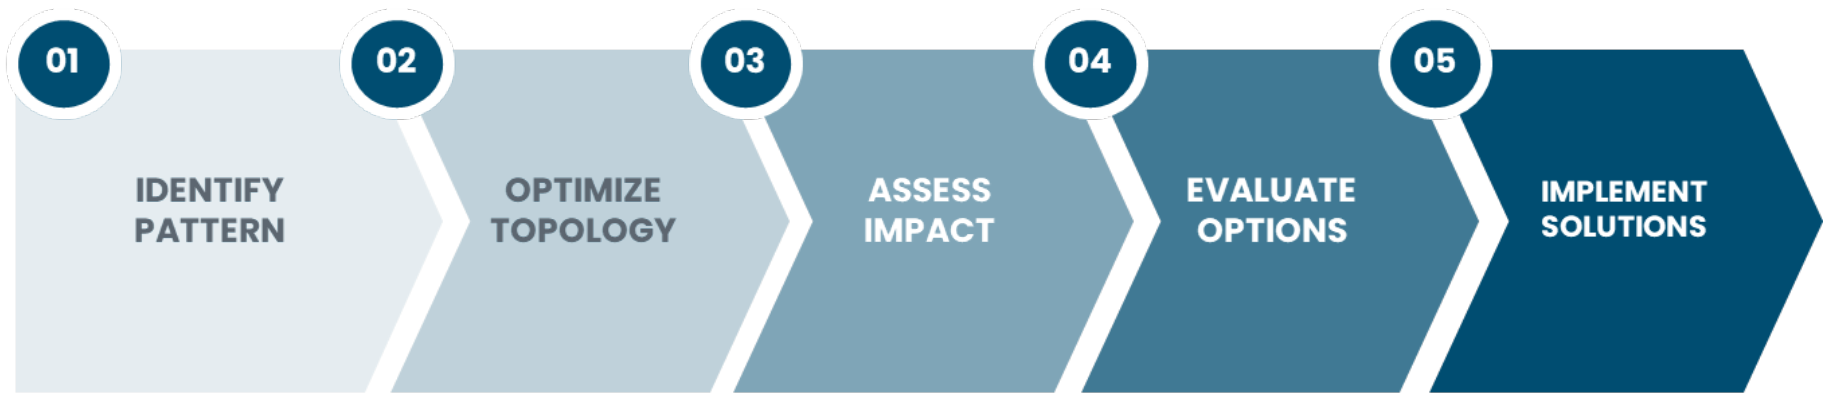 01
IDENTIFY
PATTERN
02
OPTIMIZE
TOPOLOGY
03
ASSESS
IMPACT
04
EVALUATE
OPTIONS
05
IMPLEMENT
SOLUTIONS